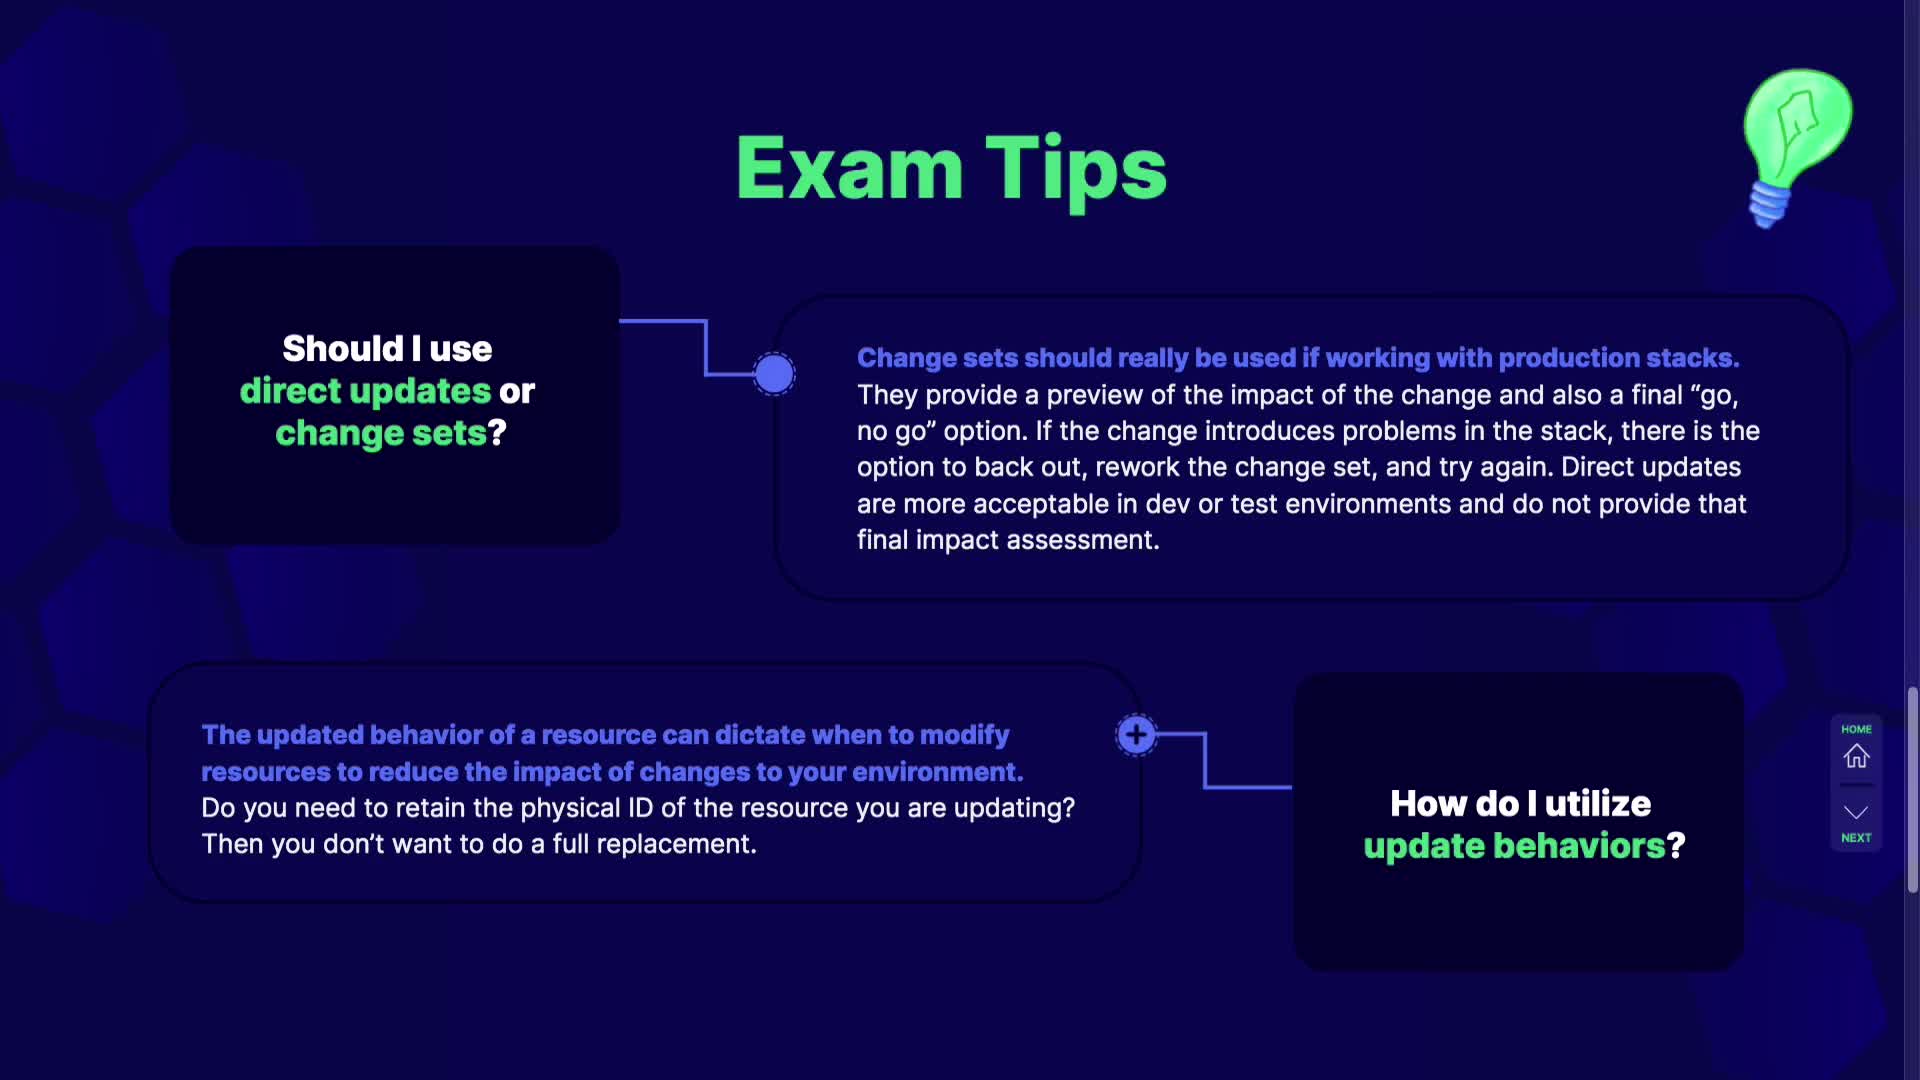 Exam Tips
Should I use
direct updates or
change sets?
Change sets should really be used if working with production stacks.
They provide a preview of the impact of the change and also a final “go,
no go” option. If the change introduces problems in the stack, there is the
option to back out, rework the change set, and try again. Direct updates
are more acceptable in dev or test environments and do not provide that
final impact assessment.
The updated behavior of a resource can dictate when to modify
resources to reduce the impact of changes to your environment.
Do you need to retain the physical ID of the resource you are updating?
Then you don’t want to do a full replacement.
How do I utilize
update behaviors?
HOME
NEXT